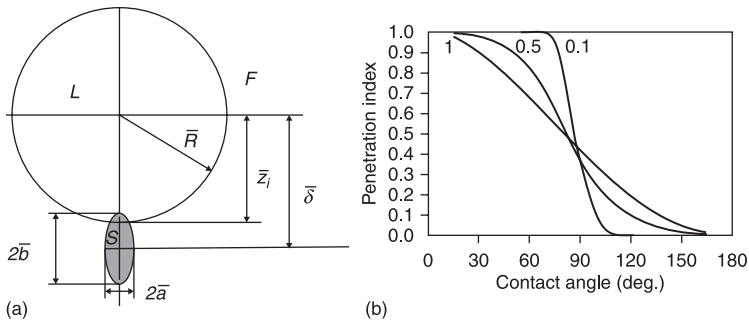 L
F
R̄
z̄ᵢ
δ̄
S
2b̄
2ā
(a)
Penetration index
1.0
0.9
0.8
0.7
0.6
0.5
0.4
0.3
0.2
0.1
0.0
1
0.5
0.1
0
30
60
90
120
150
180
Contact angle (deg.)
(b)